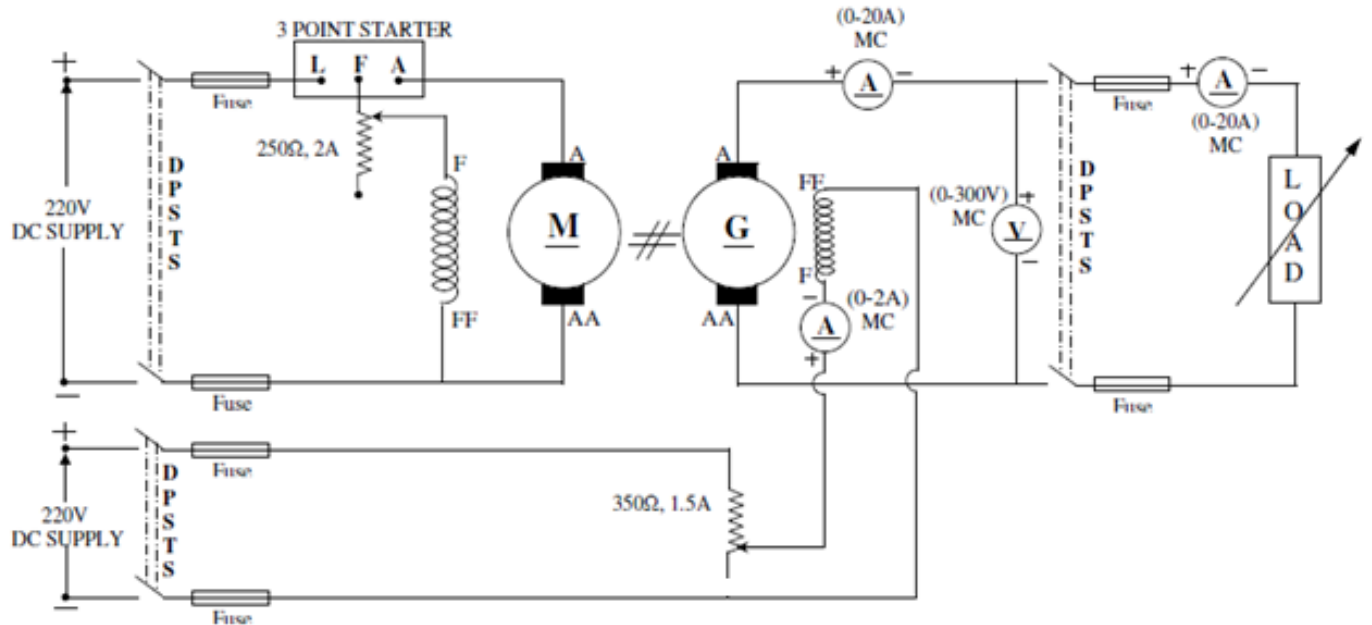 3 POINT STARTER
L F A
+
Fuse
250Ω, 2A
F
FF
D
P
S
T
S
220V
DC SUPPLY
−
Fuse
A
M
AA
A
G
AA
(0-20A)
MC
+ A −
FF
F
−
A
+
(0-2A)
MC
(0-300V)
MC
+
V
−
D
P
S
T
S
Fuse
+ A −
(0-20A)
MC
L
O
A
D
Fuse
+
Fuse
D
P
S
T
S
220V
DC SUPPLY
350Ω, 1.5A
−
Fuse